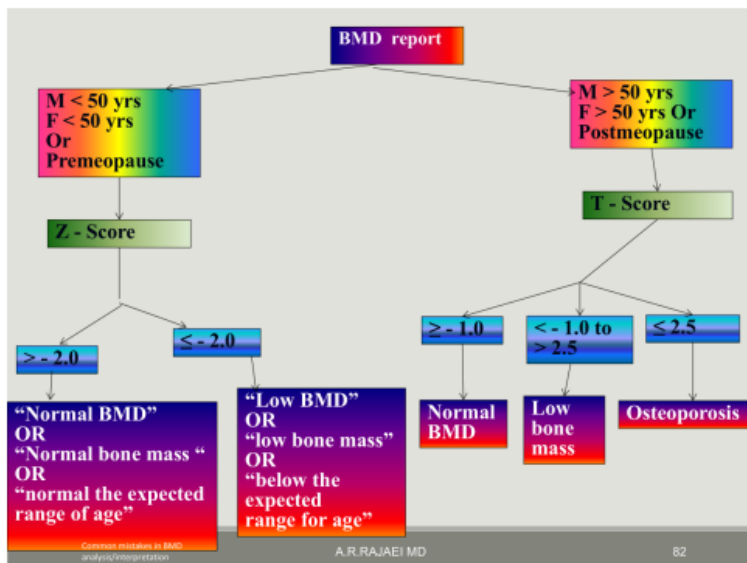 BMD report
M < 50 yrs
F < 50 yrs
Or
Premeopause
M > 50 yrs
F > 50 yrs Or
Postmeopause
Z - Score
T - Score
> - 2.0
≤ - 2.0
≥ - 1.0
< - 1.0 to
> 2.5
≤ 2.5
“Normal BMD”
OR
“Normal bone mass “
OR
“normal the expected
range of age”
“Low BMD”
OR
“low bone mass”
OR
“below the
expected
range for age”
Normal
BMD
Low
bone
mass
Osteoporosis
Common mistakes in BMD
analysis/interpretation
A.R.RAJAEI MD
82